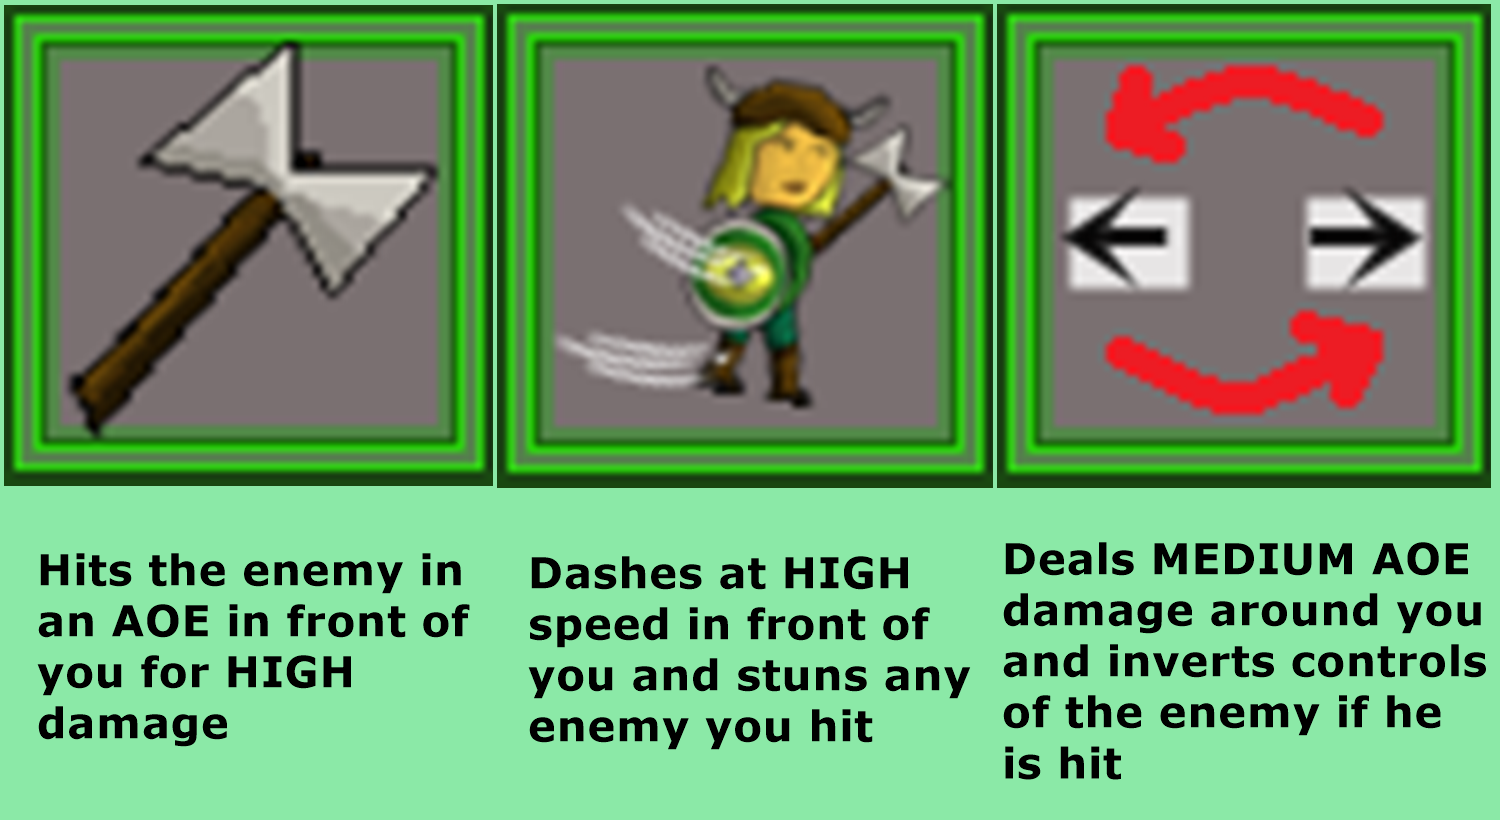 Hits the enemy in
an AOE in front of
you for HIGH
damage
Dashes at HIGH
speed in front of
you and stuns any
enemy you hit
Deals MEDIUM AOE
damage around you
and inverts controls
of the enemy if he
is hit